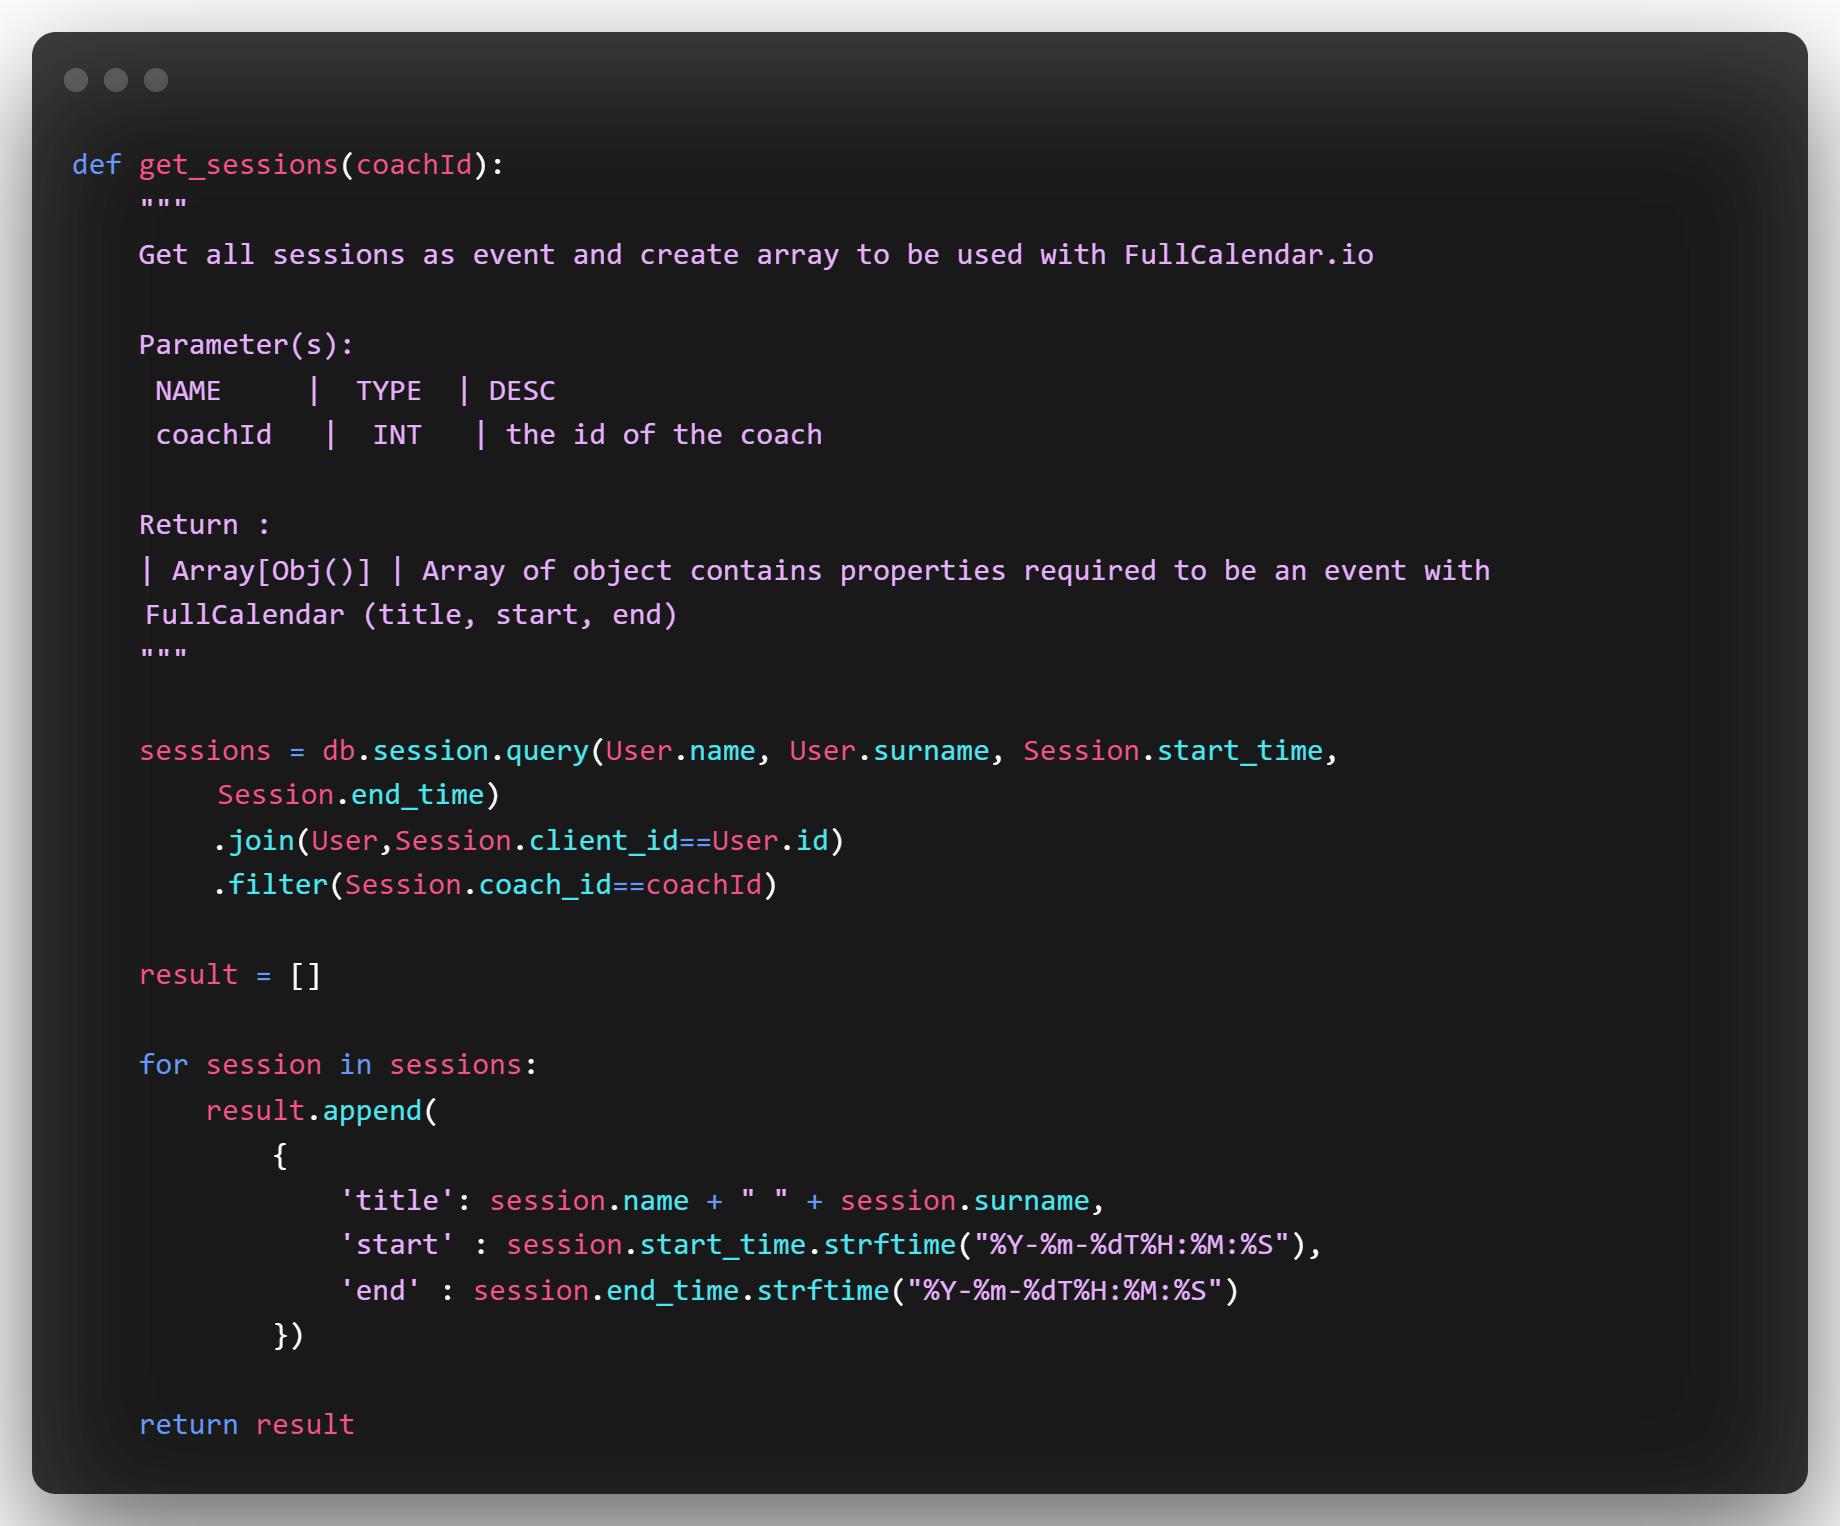 def get_sessions(coachId):
    """
    Get all sessions as event and create array to be used with FullCalendar.io

    Parameter(s):
     NAME     |  TYPE  | DESC
     coachId   |  INT   | the id of the coach

    Return :
    | Array[Obj()] | Array of object contains properties required to be an event with
    FullCalendar (title, start, end)
    """

    sessions = db.session.query(User.name, User.surname, Session.start_time,
        Session.end_time)
        .join(User,Session.client_id==User.id)
        .filter(Session.coach_id==coachId)

    result = []

    for session in sessions:
        result.append(
            {
                'title': session.name + " " + session.surname,
                'start' : session.start_time.strftime("%Y-%m-%dT%H:%M:%S"),
                'end' : session.end_time.strftime("%Y-%m-%dT%H:%M:%S")
            })

    return result